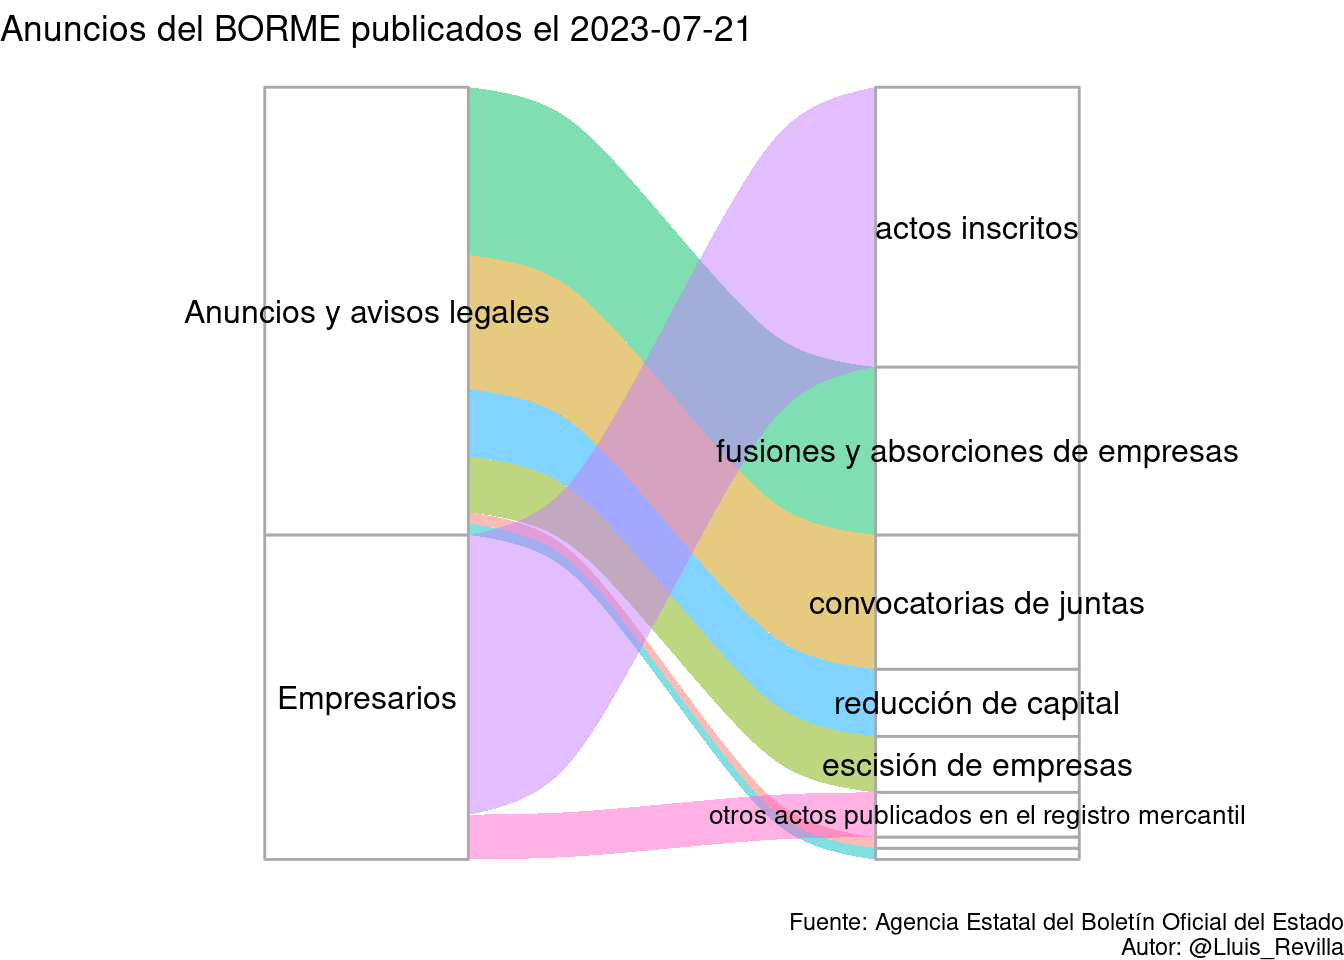 Anuncios del BORME publicados el 2023-07-21
actos inscritos
Anuncios y avisos legales
fusiones y absorciones de empresas
convocatorias de juntas
Empresarios
reducción de capital
escisión de empresas
otros actos publicados en el registro mercantil
Fuente: Agencia Estatal del Boletín Oficial del Estado
Autor: @Lluis_Revilla